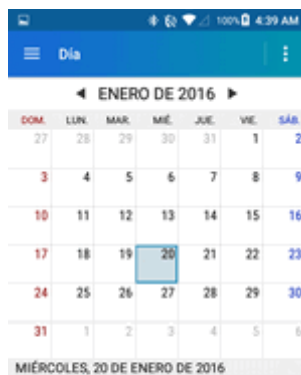 100% 4:39 AM
Día
ENERO DE 2016
DOM. LUN. MAR. MIÉ. JUE. VIE. SÁB.
27 28 29 30 31 1 2
3 4 5 6 7 8 9
10 11 12 13 14 15 16
17 18 19 20 21 22 23
24 25 26 27 28 29 30
31 1 2 3 4 5 6
MIÉRCOLES, 20 DE ENERO DE 2016